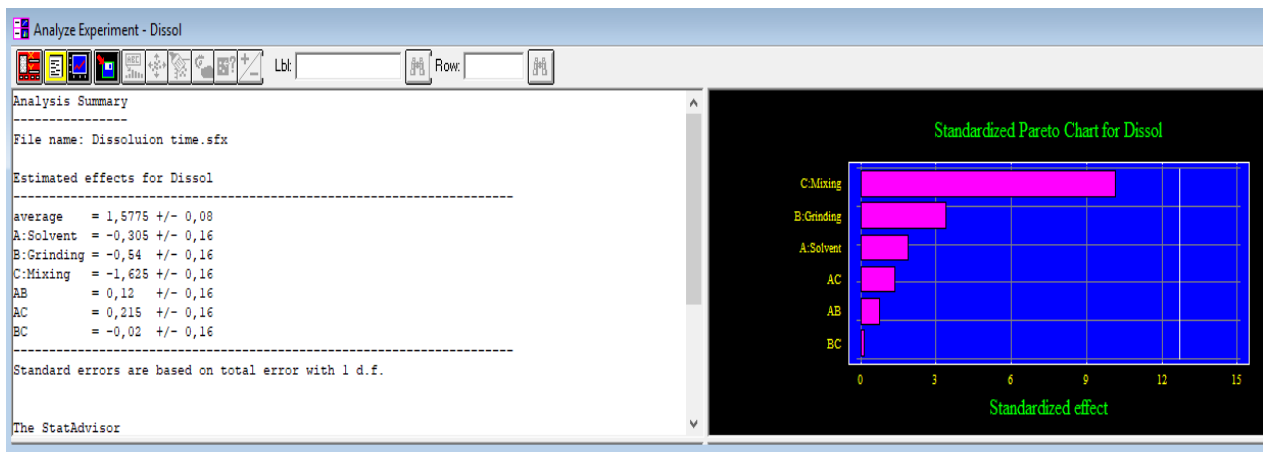 Analyze Experiment - Dissol
Lbl: Row:
Analysis Summary
----------------
File name: Dissoluion time.sfx
Estimated effects for Dissol
----------------------------------------------------------------------
average = 1,5775 +/- 0,08
A:Solvent = -0,305 +/- 0,16
B:Grinding = -0,54 +/- 0,16
C:Mixing = -1,625 +/- 0,16
AB = 0,12 +/- 0,16
AC = 0,215 +/- 0,16
BC = -0,02 +/- 0,16
----------------------------------------------------------------------
Standard errors are based on total error with 1 d.f.
The StatAdvisor
Standardized Pareto Chart for Dissol
C:Mixing
B:Grinding
A:Solvent
AC
AB
BC
0 3 6 9 12 15
Standardized effect